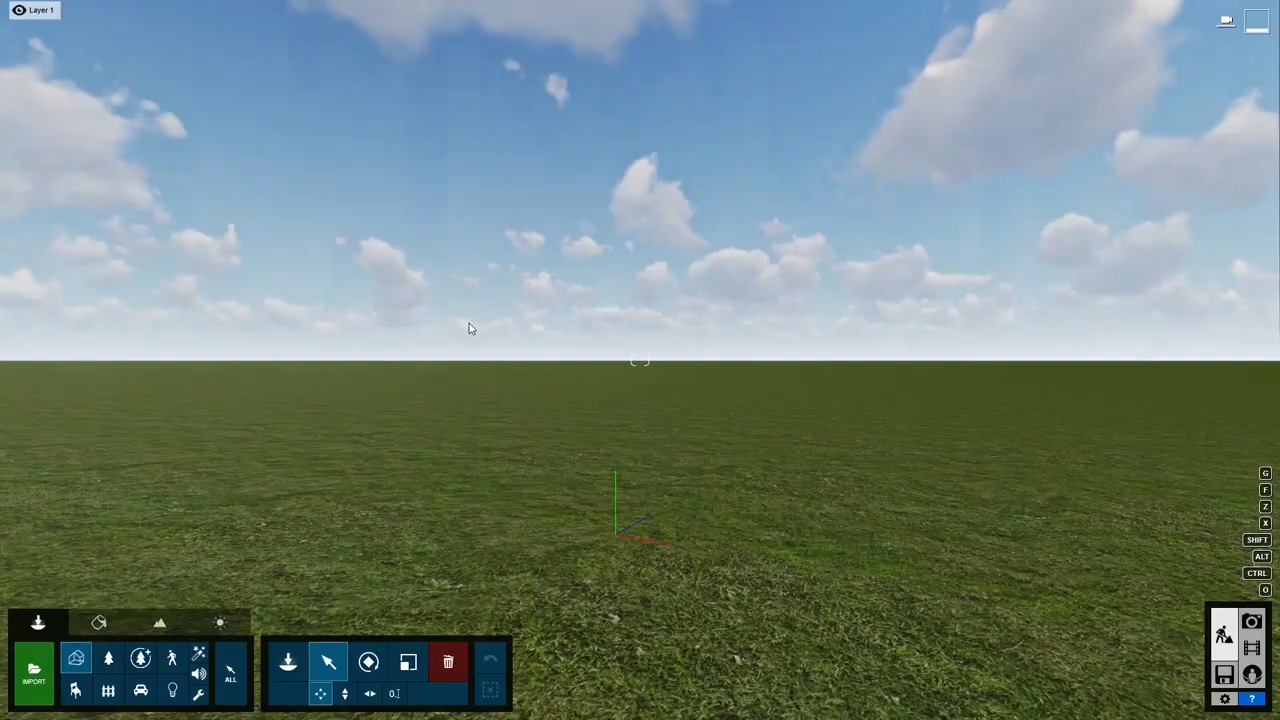 Layer 1
G
F
Z
X
SHIFT
ALT
CTRL
O
IMPORT
ALL
?